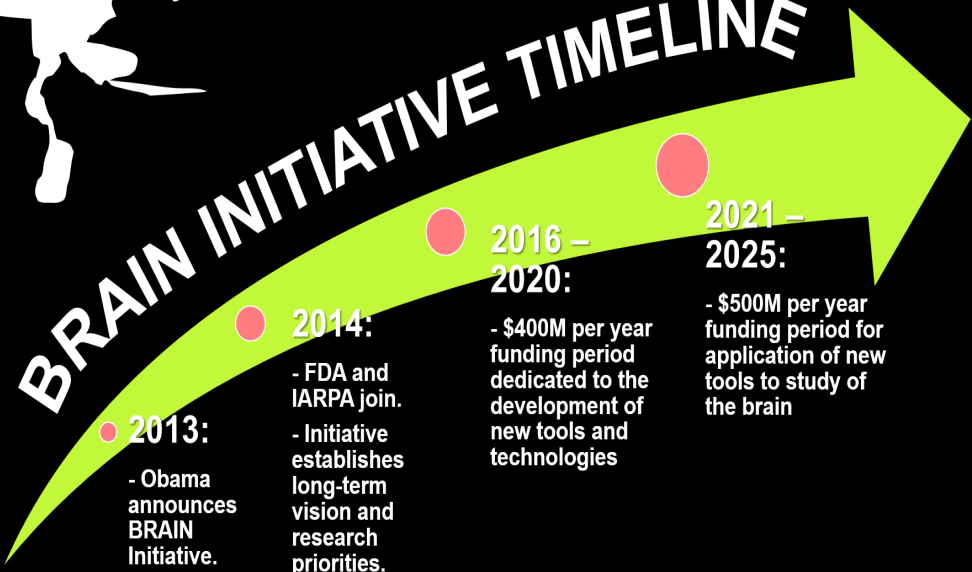 BRAIN INITIATIVE TIMELINE
2013:
- Obama
announces
BRAIN
Initiative.
2014:
- FDA and
IARPA join.
- Initiative
establishes
long-term
vision and
research
priorities.
2016 –
2020:
- $400M per year
funding period
dedicated to the
development of
new tools and
technologies
2021 –
2025:
- $500M per year
funding period for
application of new
tools to study of
the brain